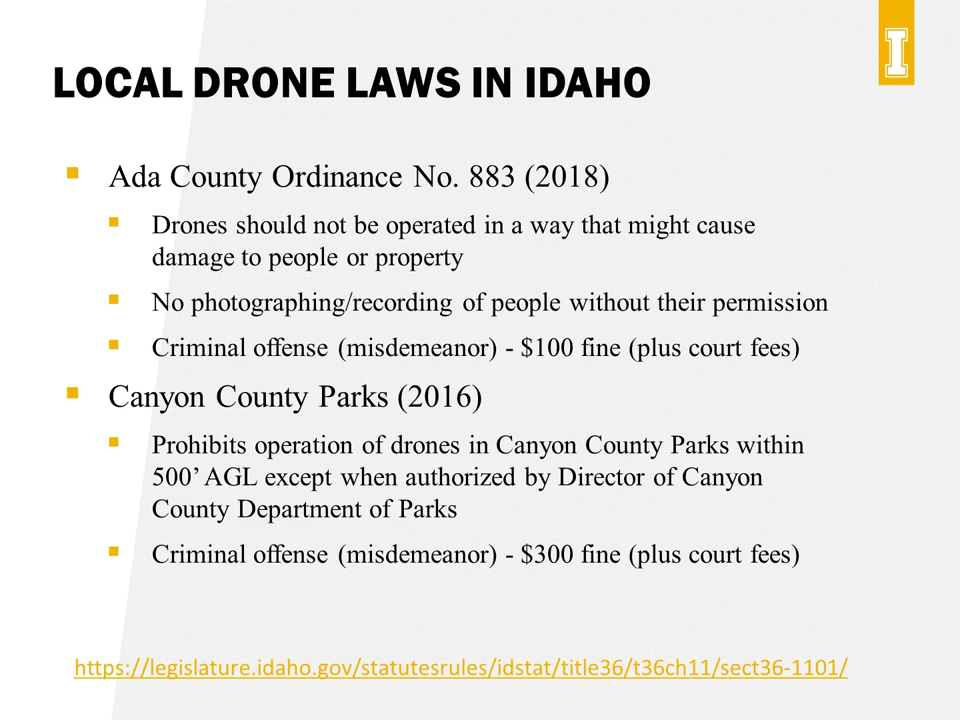 LOCAL DRONE LAWS IN IDAHO
I
Ada County Ordinance No. 883 (2018)
Drones should not be operated in a way that might cause
damage to people or property
No photographing/recording of people without their permission
Criminal offense (misdemeanor) - $100 fine (plus court fees)
Canyon County Parks (2016)
Prohibits operation of drones in Canyon County Parks within
500’ AGL except when authorized by Director of Canyon
County Department of Parks
Criminal offense (misdemeanor) - $300 fine (plus court fees)
https://legislature.idaho.gov/statutesrules/idstat/title36/t36ch11/sect36-1101/